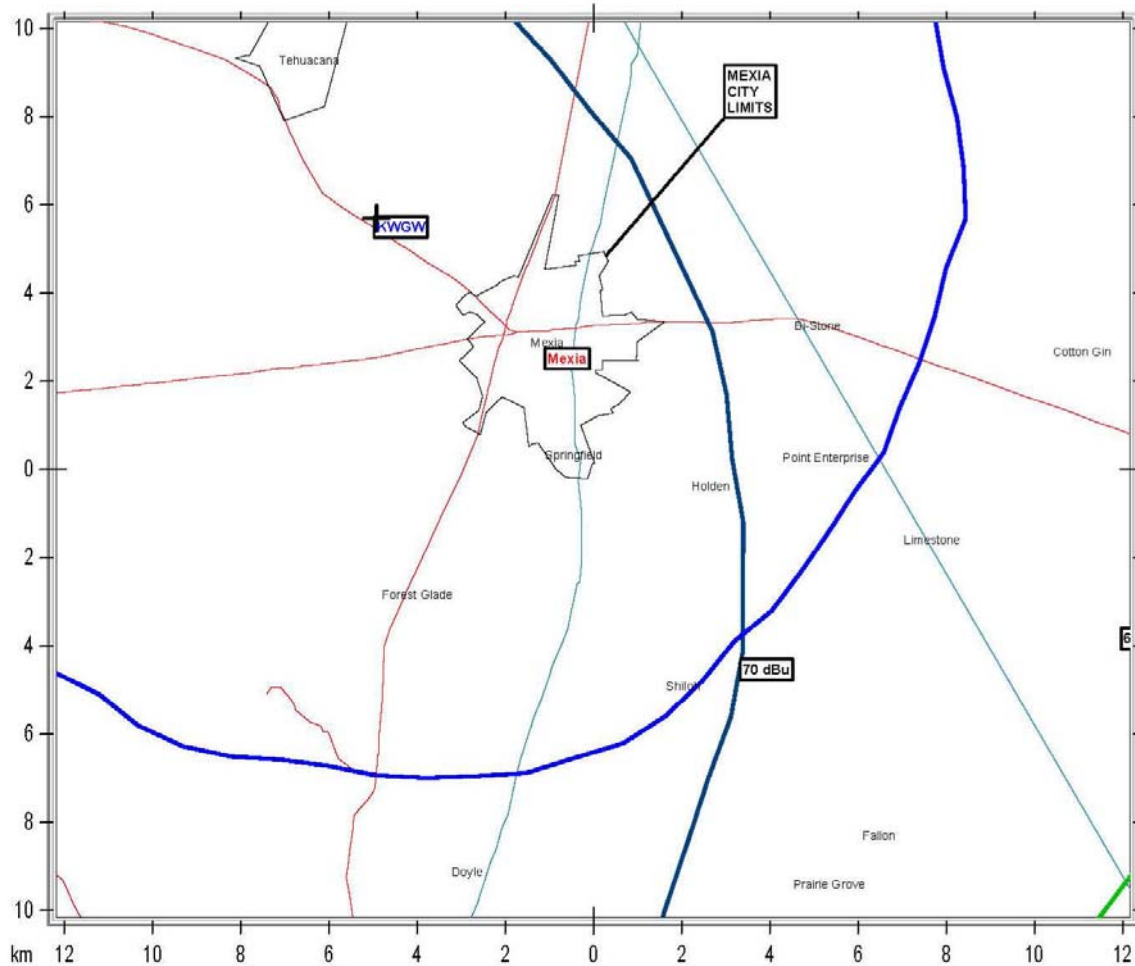 10
8
6
4
2
0
2
4
6
8
10
km
12
10
8
6
4
2
0
2
4
6
8
10
12
Tehuacana
MEXIA
CITY
LIMITS
KWGW
Mexia
Mexia
Bi-Stone
Cotton Gin
Springfield
Point Enterprise
Holden
Limestone
Forest Glade
6
70 dBu
Shiloh
Fallon
Doyle
Prairie Grove